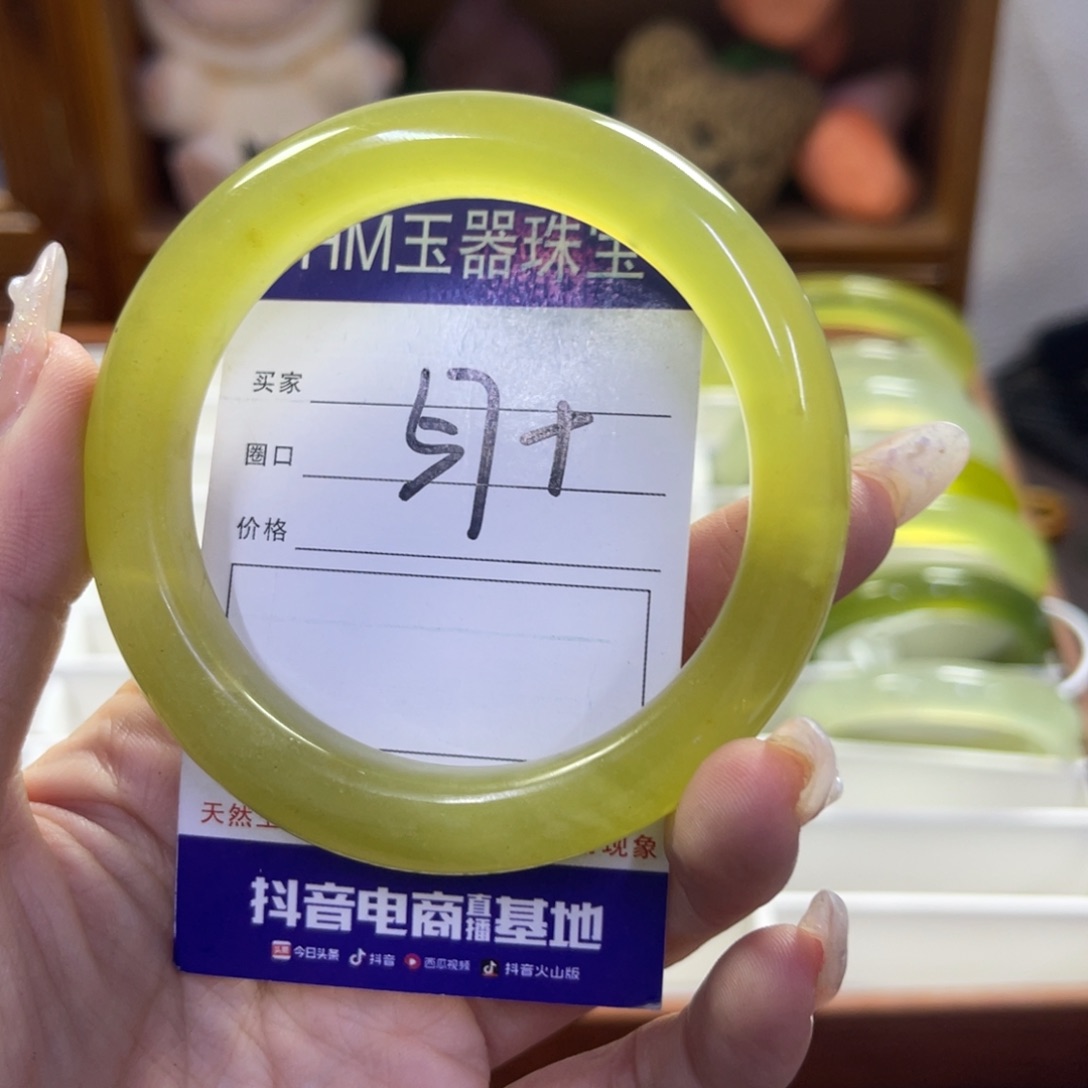 HM玉器珠宝
买家
57+
圈口
价格
天然 现象
抖音电商直播基地
头条 今日头条 抖音 西瓜视频 抖音火山版